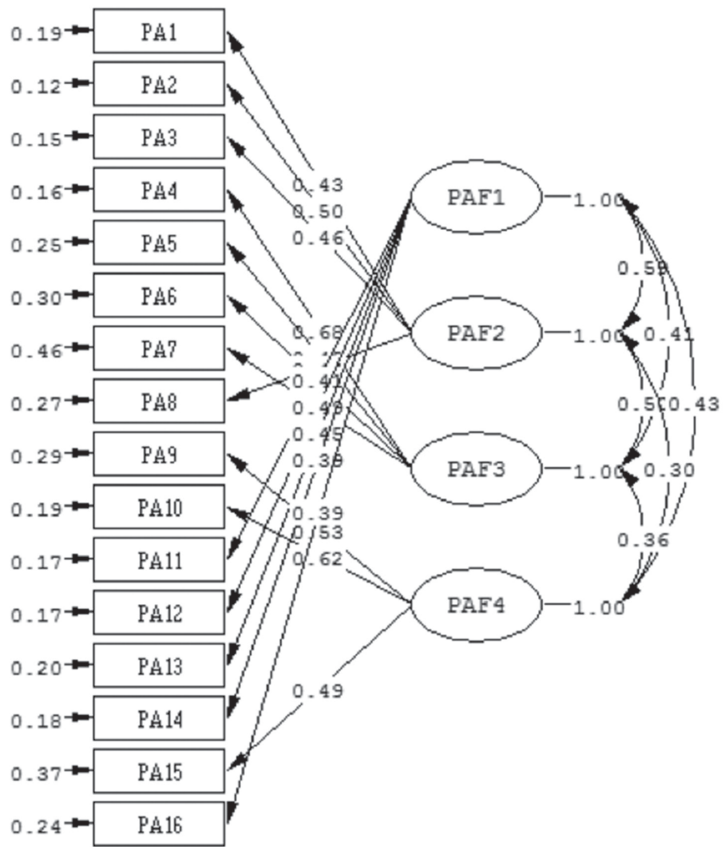 0.19 PA1
0.12 PA2
0.15 PA3
0.16 PA4
0.25 PA5
0.30 PA6
0.46 PA7
0.27 PA8
0.29 PA9
0.19 PA10
0.17 PA11
0.17 PA12
0.20 PA13
0.18 PA14
0.37 PA15
0.24 PA16
0.43
0.50
0.46
0.68
0.41
0.49
0.45
0.39
0.39
0.53
0.62
0.49
PAF1 1.00
PAF2 1.00
PAF3 1.00
PAF4 1.00
0.59
0.41
0.43
0.30
0.36